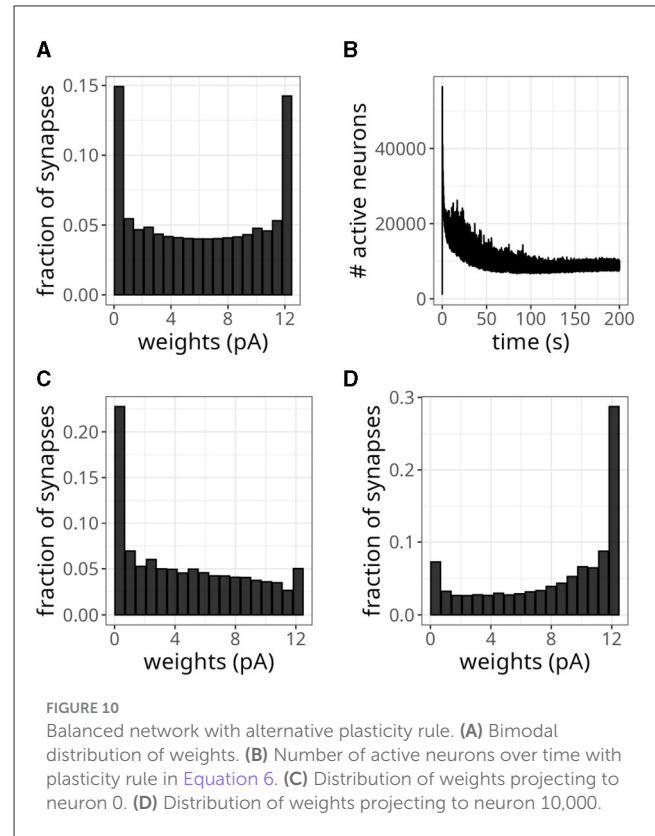 A
B
0.15
0.10
0.05
0.00
fraction of synapses
0
4
8
12
weights (pA)
40000
20000
0
# active neurons
0
50
100
150
200
time (s)
C
D
0.20
0.15
0.10
0.05
0.00
fraction of synapses
0
4
8
12
weights (pA)
0.3
0.2
0.1
0.0
fraction of synapses
0
4
8
12
weights (pA)
FIGURE 10
Balanced network with alternative plasticity rule. (A) Bimodal
distribution of weights. (B) Number of active neurons over time with
plasticity rule in Equation 6. (C) Distribution of weights projecting to
neuron 0. (D) Distribution of weights projecting to neuron 10,000.